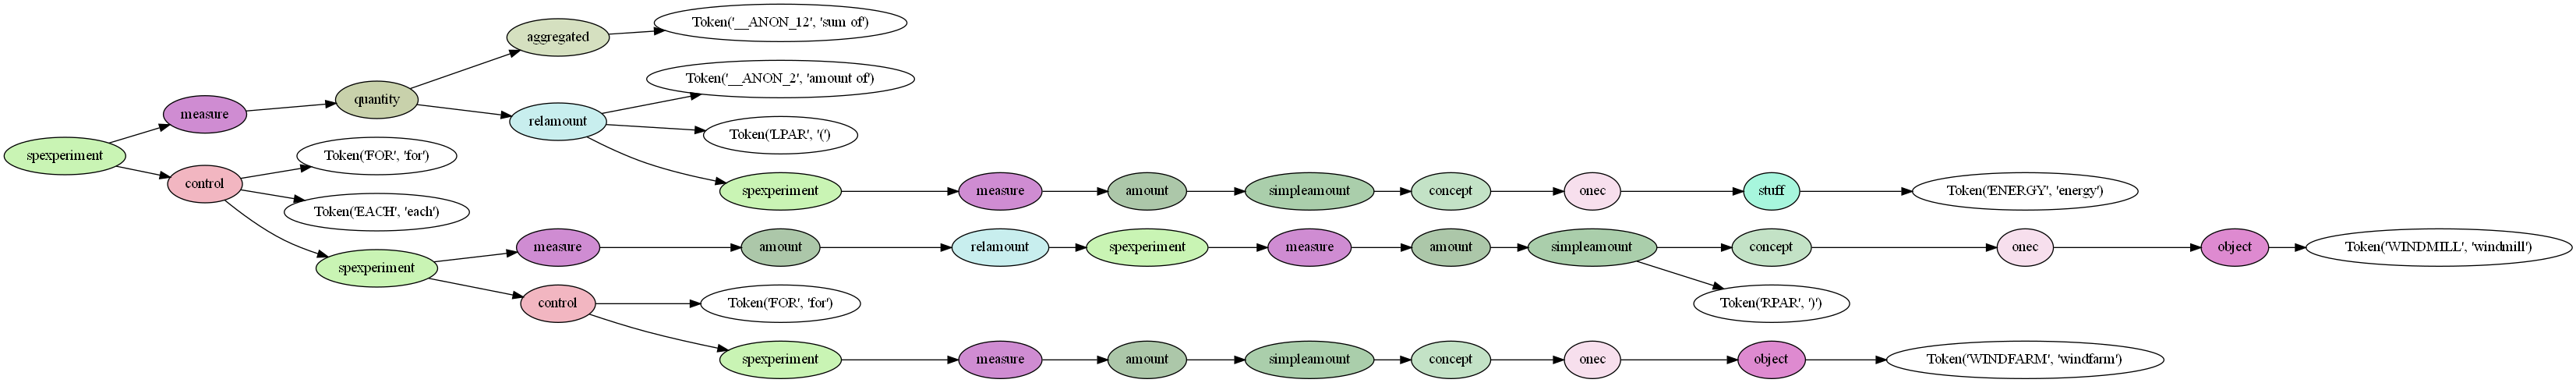 Token('__ANON_12', 'sum of')
aggregated
Token('__ANON_2', 'amount of')
quantity
measure
relamount
Token('LPAR', '(')
spexperiment
Token('FOR', 'for')
control
spexperiment
measure
amount
simpleamount
concept
onec
stuff
Token('ENERGY', 'energy')
Token('EACH', 'each')
measure
amount
relamount
spexperiment
measure
amount
simpleamount
concept
onec
object
Token('WINDMILL', 'windmill')
spexperiment
control
Token('FOR', 'for')
Token('RPAR', ')')
spexperiment
measure
amount
simpleamount
concept
onec
object
Token('WINDFARM', 'windfarm')